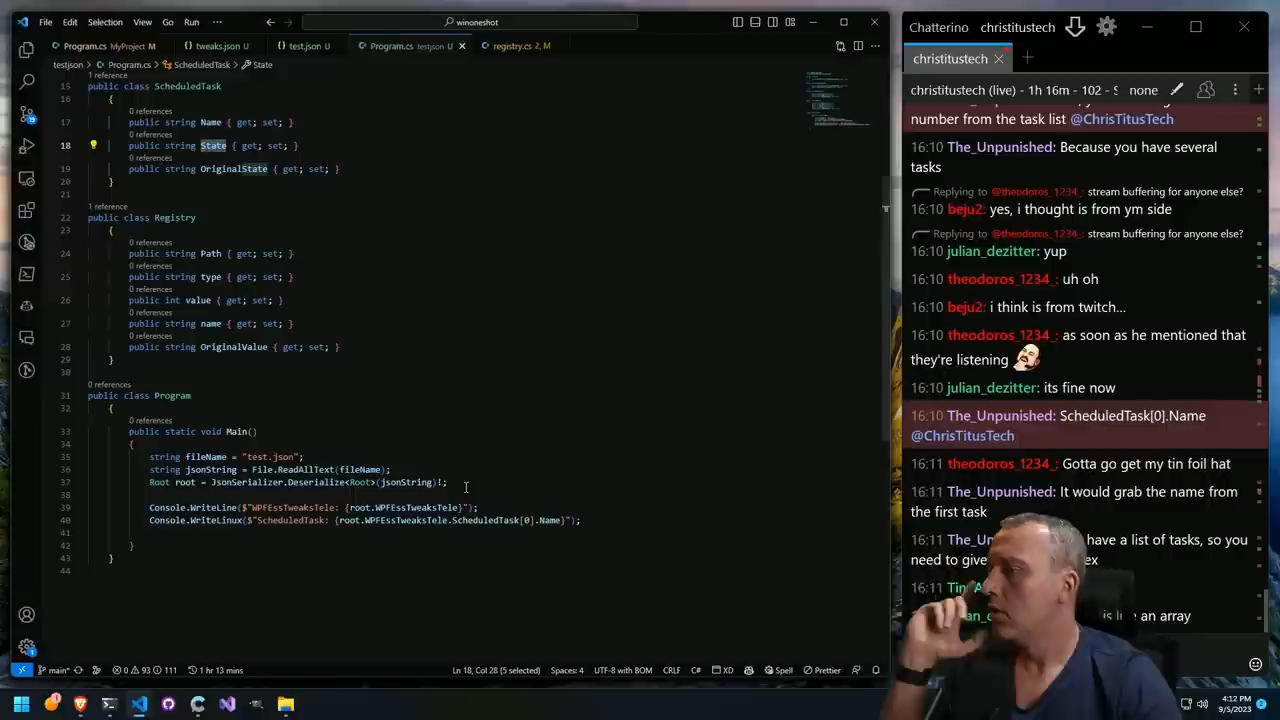 File Edit Selection View Go Run ···
winoneshot
Program.cs MyProject M
tweaks.json U
test.json U
Program.cs testjson U
registry.cs 2, M
testjson > Program.cs > ScheduledTask > State
1 reference
15 public class ScheduledTask
16 {
0 references
17 public string Name { get; set; }
0 references
18 public string State { get; set; }
0 references
19 public string OriginalState { get; set; }
20 }
21
1 reference
22 public class Registry
23 {
0 references
24 public string Path { get; set; }
0 references
25 public string type { get; set; }
0 references
26 public int value { get; set; }
0 references
27 public string name { get; set; }
0 references
28 public string OriginalValue { get; set; }
29 }
30
0 references
31 public class Program
32 {
0 references
33 public static void Main()
34 {
35 string fileName = "test.json";
36 string jsonString = File.ReadAllText(fileName);
37 Root root = JsonSerializer.Deserialize<Root>(jsonString)!;
38
39 Console.WriteLine($"WPFEssTweaksTele: {root.WPFEssTweaksTele}");
40 Console.WriteLinux($"ScheduledTask: {root.WPFEssTweaksTele.ScheduledTask[0].Name}");
41
42 }
43 }
44
main* 0 93 111 1 hr 13 mins
Ln 18, Col 28 (5 selected) Spaces: 4 UTF-8 with BOM CRLF C# XD Spell Prettier
Chatterino christitustech
christitustech
christitustech (live) - 1h 16m - 102 - S none
number from the task list @ChrisTitusTech
16:10 The_Unpunished: Because you have several
tasks
Replying to @theodoros_1234_: stream buffering for anyone else?
16:10 beju2: yes, i thought is from ym side
Replying to @theodoros_1234_: stream buffering for anyone else?
16:10 julian_dezitter: yup
16:10 theodoros_1234_: uh oh
16:10 beju2: i think is from twitch...
16:10 theodoros_1234_: as soon as he mentioned that
they're listening
16:10 julian_dezitter: its fine now
16:10 The_Unpunished: ScheduledTask[0].Name
@ChrisTitusTech
16:11 theodoros_1234_: Gotta go get my tin foil hat
16:11 The_Unpunished: It would grab the name from
the first task
16:11 The_U have a list of tasks, so you
need to give ex
16:11
is an array
4:12 PM
9/5/2023